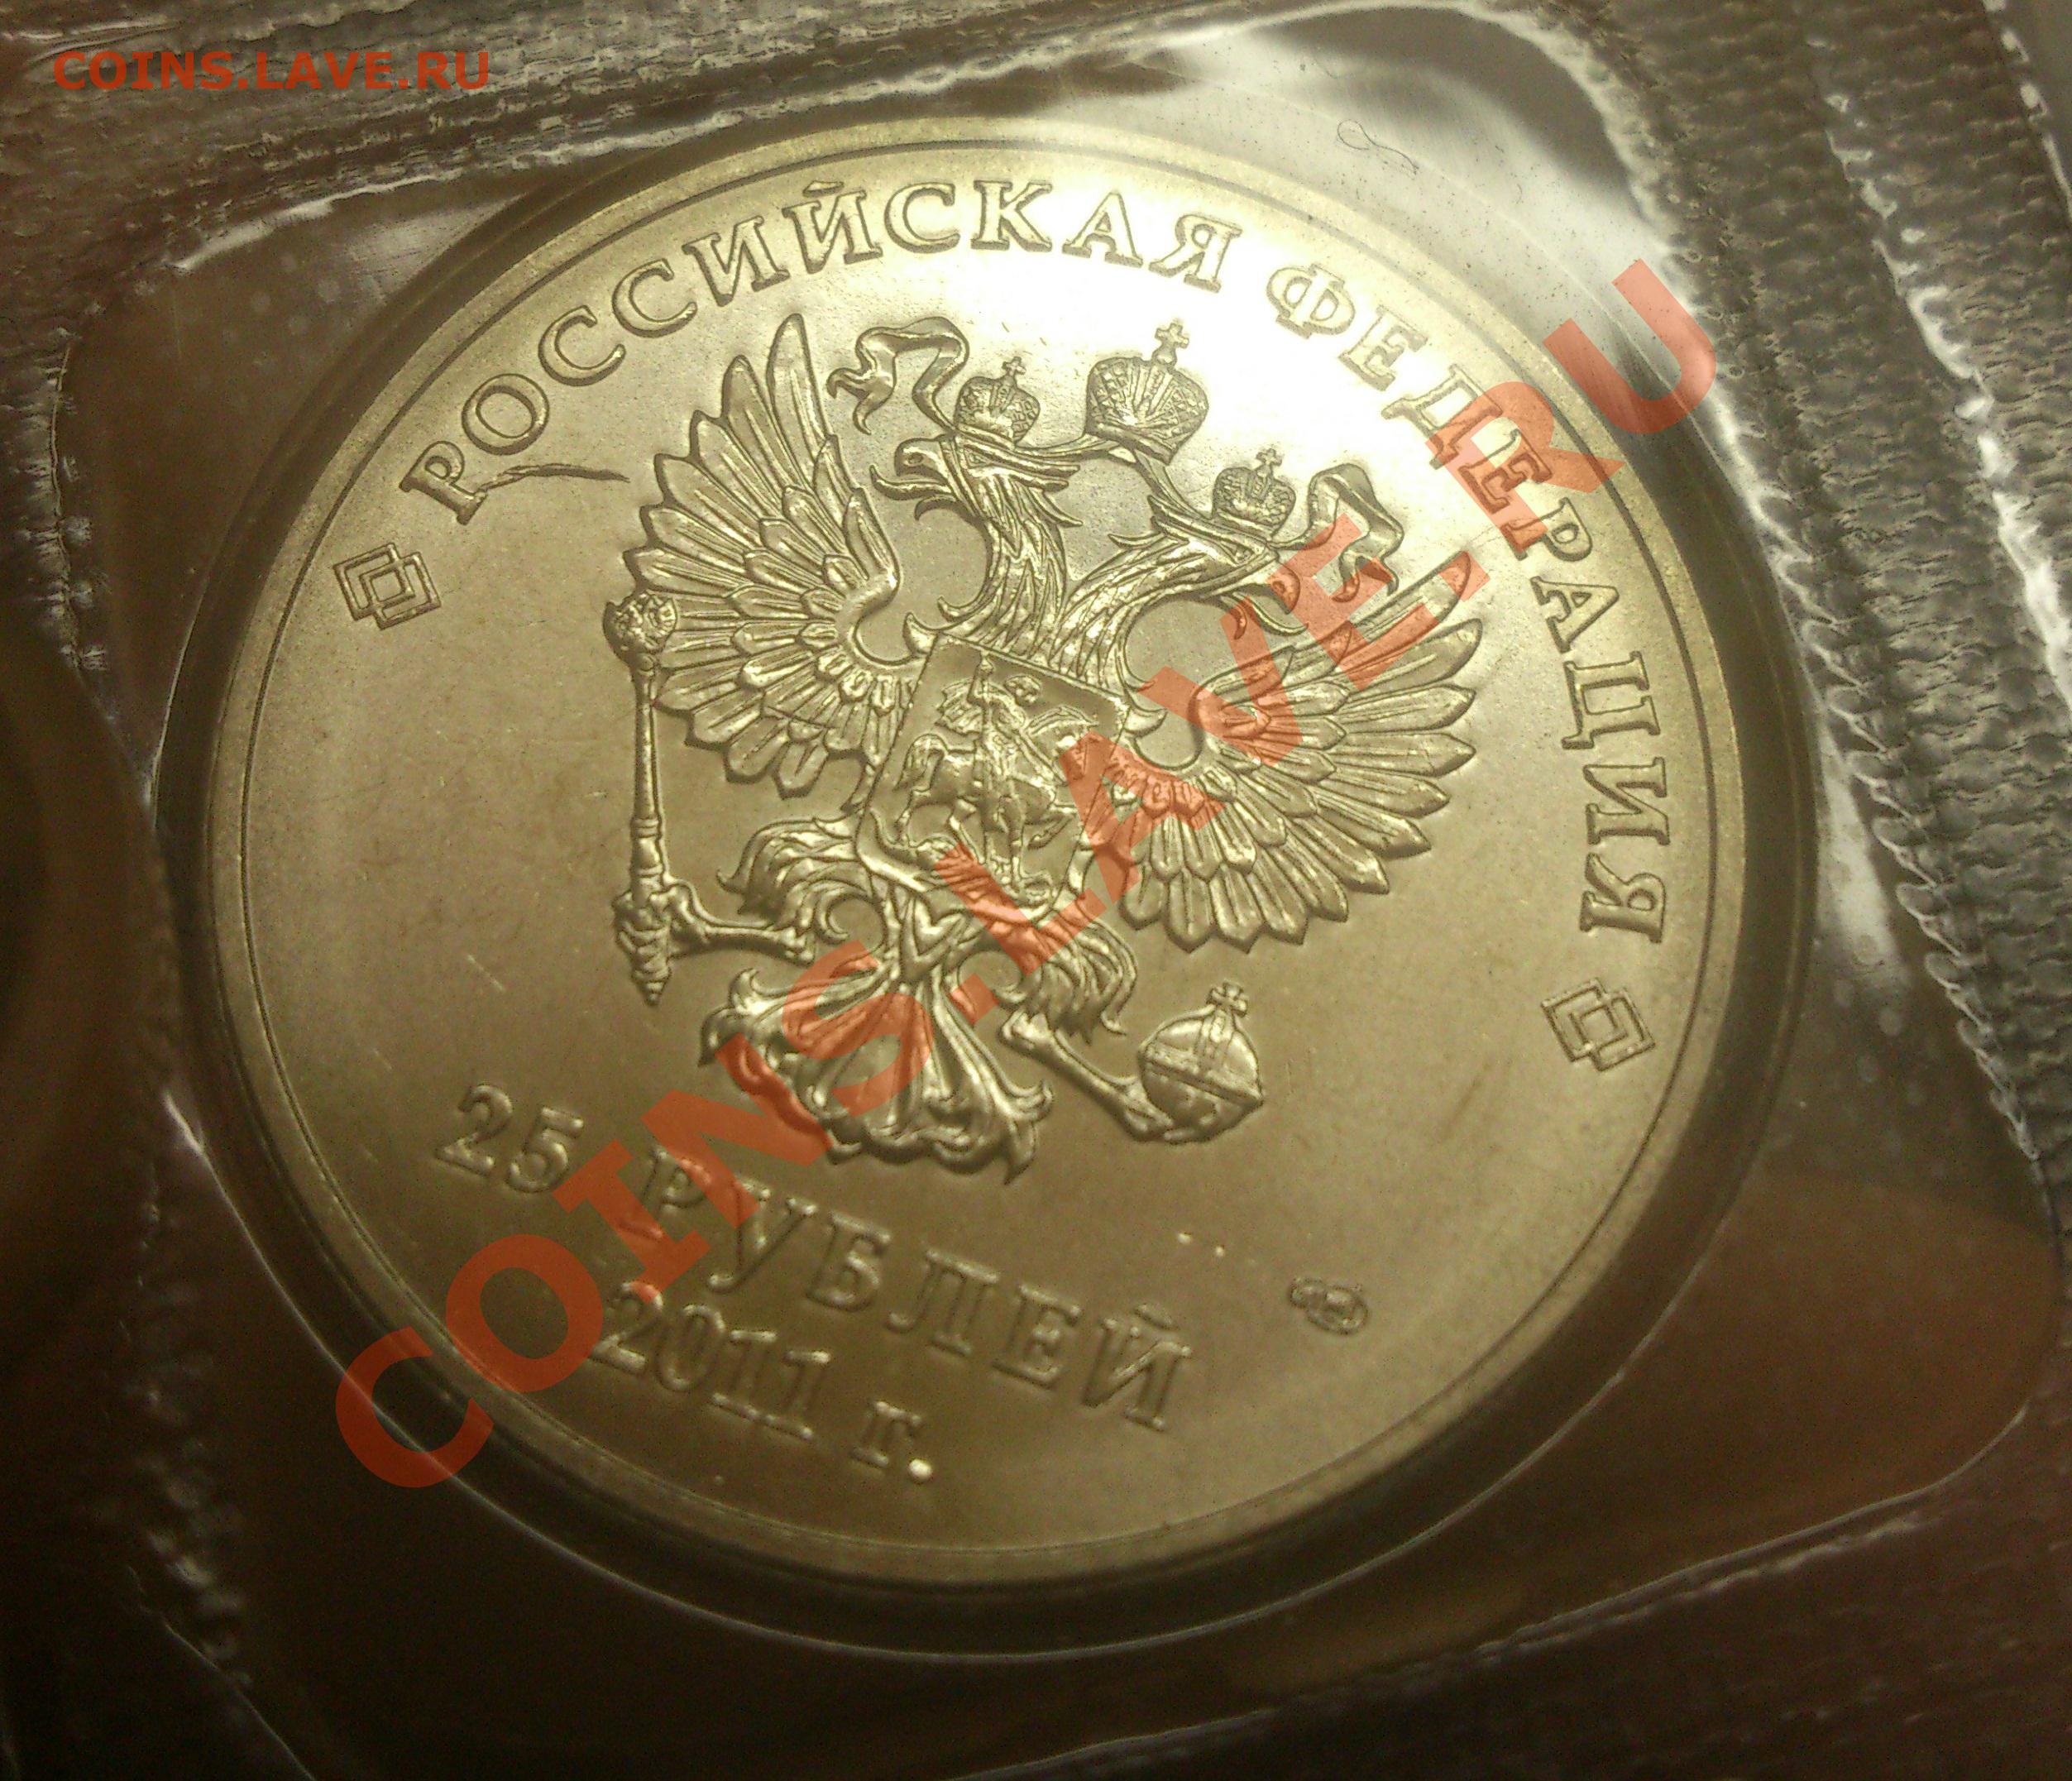 COINS.LAVE.RU
РОССИЙСКАЯ ФЕДЕРАЦИЯ
25 РУБЛЕЙ
2011 г.
COINS.LAVE.RU